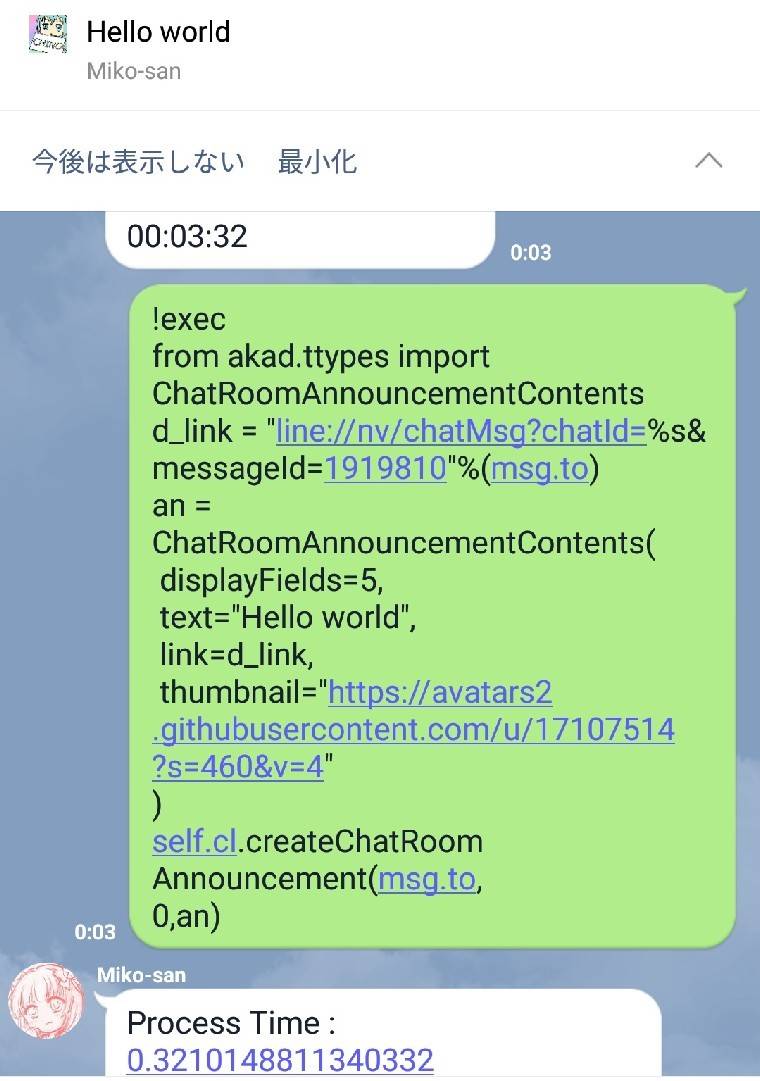 Hello world
Miko-san
今後は表示しない 最小化
00:03:32
0:03
!exec
from akad.ttypes import
ChatRoomAnnouncementContents
d_link = "line://nv/chatMsg?chatId=%s&
messageId=1919810"%(msg.to)
an =
ChatRoomAnnouncementContents(
displayFields=5,
text="Hello world",
link=d_link,
thumbnail="https://avatars2
.githubusercontent.com/u/17107514
?s=460&v=4"
)
self.cl.createChatRoom
Announcement(msg.to,
0,an)
0:03
Miko-san
Process Time :
0.3210148811340332